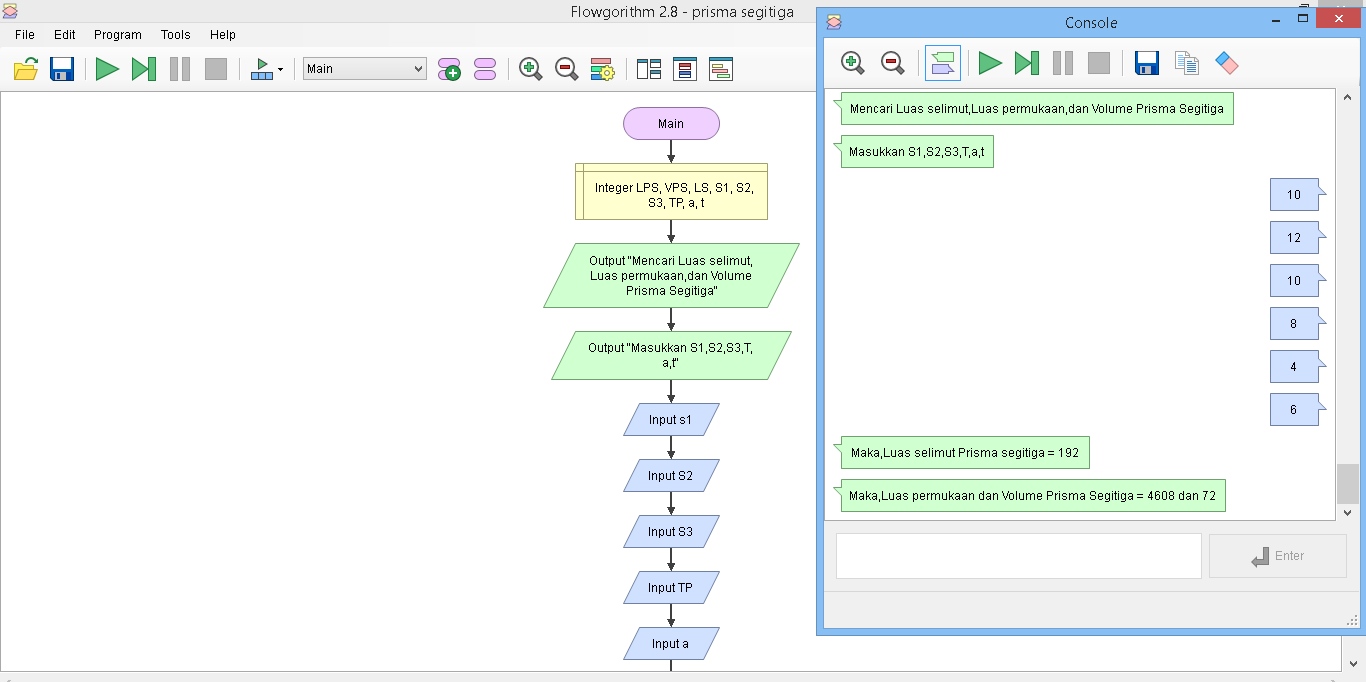 Flowgorithm 2.8 - prisma segitiga
File Edit Program Tools Help
Main
Main
Integer LPS, VPS, LS, S1, S2,
S3, TP, a, t
Output "Mencari Luas selimut,
Luas permukaan,dan Volume
Prisma Segitiga"
Output "Masukkan S1,S2,S3,T,
a,t"
Input s1
Input S2
Input S3
Input TP
Input a
Console
Mencari Luas selimut,Luas permukaan,dan Volume Prisma Segitiga
Masukkan S1,S2,S3,T,a,t
10
12
10
8
4
6
Maka,Luas selimut Prisma segitiga = 192
Maka,Luas permukaan dan Volume Prisma Segitiga = 4608 dan 72
Enter